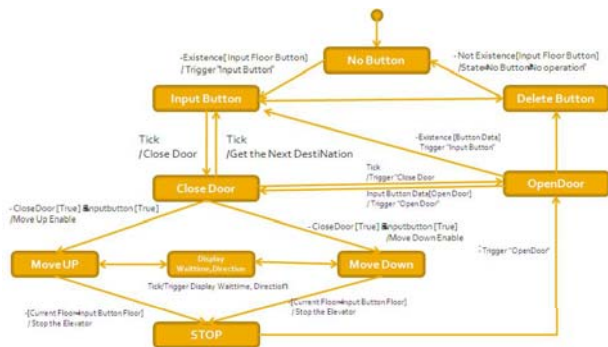 -Existence[Input Floor Button]
/Trigger "Input Button"
No Button
- Not Existence[Input Floor Button]
/State=No Button"No operation"
Input Button
Delete Button
Tick
/Close Door
Tick
/Get the Next DestiNation
-Existence [Button Data]
Trigger "Input Button"
Tick
/Trigger "Close Door
Close Door
OpenDoor
Input Button Data[Open Door]
/Trigger "Open Door"
- CloseDoor [True] &Inputbutton [True]
/Move Up Enable
- CloseDoor [True] &Inputbutton [True]
/Move Down Enable
Trigger "OpenDoor"
Move UP
Display
Waittime,Direction
Move Down
Tick/Trigger Display Waittime, Direction
-[Current Floor=Input Button Floor]
/ Stop the Elevator
-[Current Floor=Input Button Floor]
/ Stop the Elevator
STOP